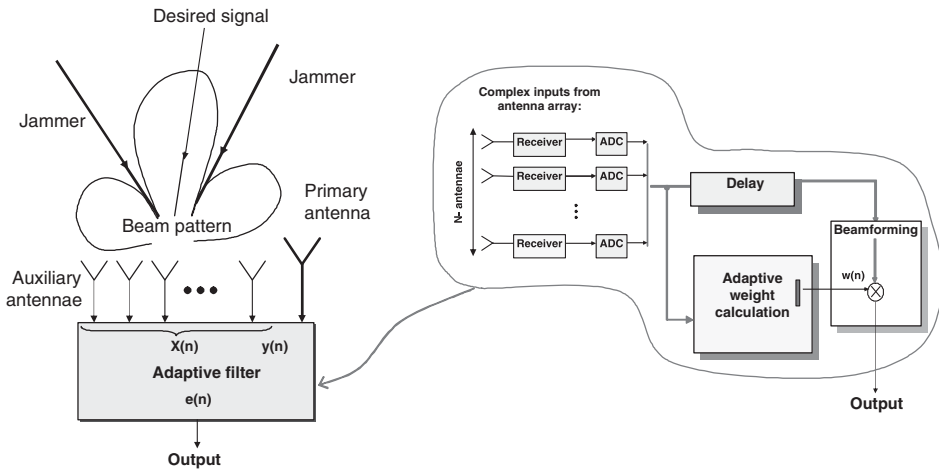 Desired signal
Jammer
Jammer
Beam pattern
Primary
antenna
Auxiliary
antennae
X(n)
y(n)
Adaptive filter
e(n)
Output
Complex inputs from
antenna array:
N- antennae
Receiver
ADC
Receiver
ADC
Receiver
ADC
Delay
Beamforming
w(n)
Adaptive
weight
calculation
Output